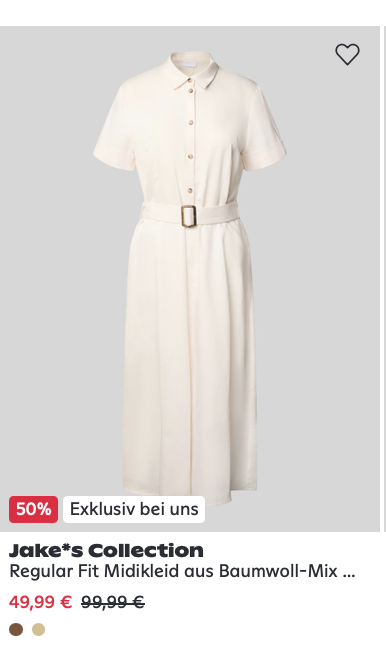 50%
Exklusiv bei uns
Jake*s Collection
Regular Fit Midikleid aus Baumwoll-Mix ...
49,99 € 99,99 €